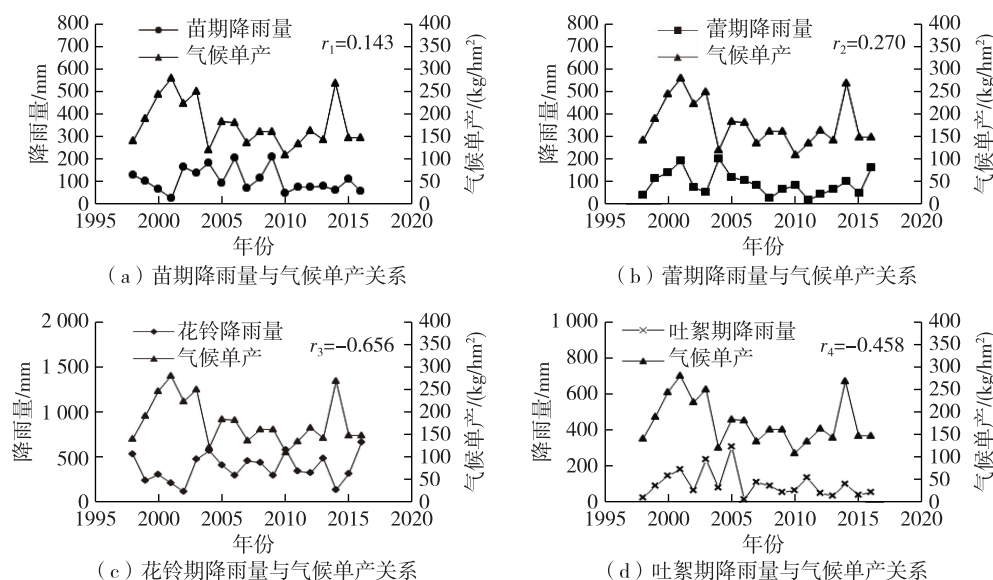 800
700
600
500
400
300
200
100
0
降雨量/mm
苗期降雨量
气候单产
r1=0.143
400
350
300
250
200
150
100
50
0
气候单产/(kg/hm²)
1995 2000 2005 2010 2015 2020
年份
(a)苗期降雨量与气候单产关系
800
700
600
500
400
300
200
100
0
降雨量/mm
蕾期降雨量
气候单产
r2=0.270
400
350
300
250
200
150
100
50
0
气候单产/(kg/hm²)
1995 2000 2005 2010 2015 2020
年份
(b)蕾期降雨量与气候单产关系
2 000
1 500
1 000
500
0
降雨量/mm
花铃降雨量
气候单产
r3=-0.656
400
350
300
250
200
150
100
50
0
气候单产/(kg/hm²)
1995 2000 2005 2010 2015 2020
年份
(c)花铃期降雨量与气候单产关系
1 000
800
600
400
200
0
降雨量/mm
吐絮期降雨量
气候单产
r4=-0.458
400
350
300
250
200
150
100
50
0
气候单产/(kg/hm²)
1995 2000 2005 2010 2015 2020
年份
(d)吐絮期降雨量与气候单产关系